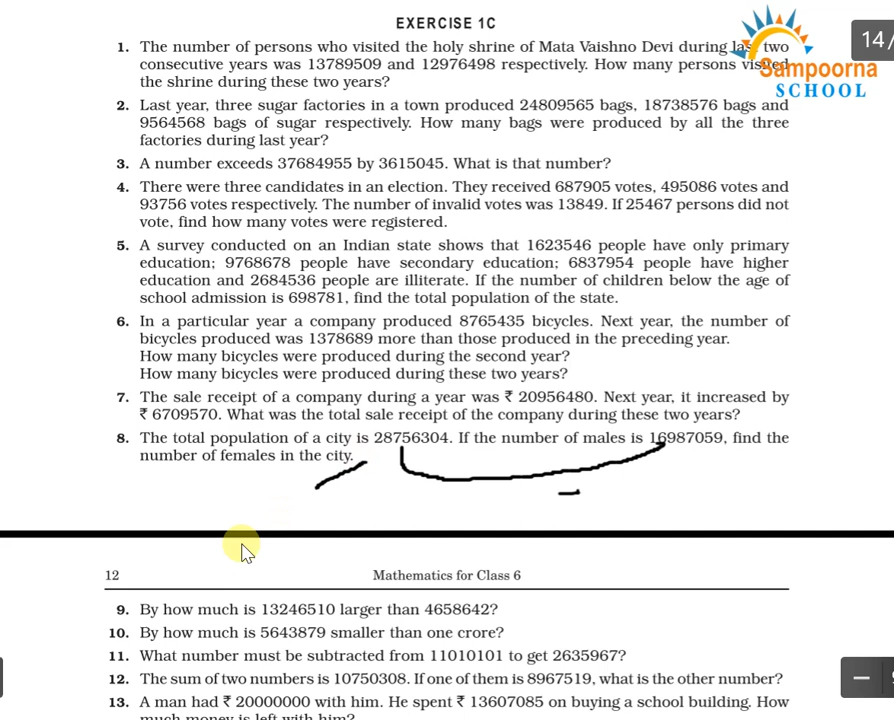 EXERCISE 1C
14/
1. The number of persons who visited the holy shrine of Mata Vaishno Devi during last two
consecutive years was 13789509 and 12976498 respectively. How many persons visited
the shrine during these two years?
Sampoorna
SCHOOL
2. Last year, three sugar factories in a town produced 24809565 bags, 18738576 bags and
9564568 bags of sugar respectively. How many bags were produced by all the three
factories during last year?
3. A number exceeds 37684955 by 3615045. What is that number?
4. There were three candidates in an election. They received 687905 votes, 495086 votes and
93756 votes respectively. The number of invalid votes was 13849. If 25467 persons did not
vote, find how many votes were registered.
5. A survey conducted on an Indian state shows that 1623546 people have only primary
education; 9768678 people have secondary education; 6837954 people have higher
education and 2684536 people are illiterate. If the number of children below the age of
school admission is 698781, find the total population of the state.
6. In a particular year a company produced 8765435 bicycles. Next year, the number of
bicycles produced was 1378689 more than those produced in the preceding year.
How many bicycles were produced during the second year?
How many bicycles were produced during these two years?
7. The sale receipt of a company during a year was ₹ 20956480. Next year, it increased by
₹ 6709570. What was the total sale receipt of the company during these two years?
8. The total population of a city is 28756304. If the number of males is 16987059, find the
number of females in the city.
12 Mathematics for Class 6
9. By how much is 13246510 larger than 4658642?
10. By how much is 5643879 smaller than one crore?
11. What number must be subtracted from 11010101 to get 2635967?
12. The sum of two numbers is 10750308. If one of them is 8967519, what is the other number?
13. A man had ₹ 20000000 with him. He spent ₹ 13607085 on buying a school building. How
much money is left with him?